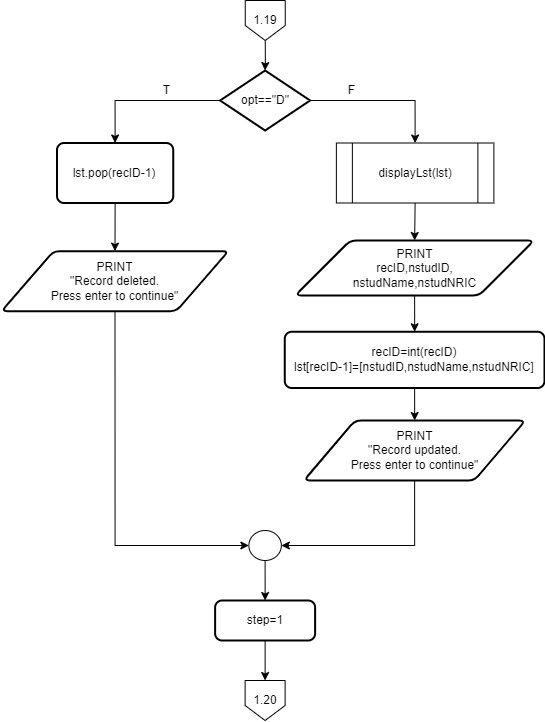 1.19
opt=="D"
T
F
lst.pop(recID-1)
displayLst(lst)
PRINT
"Record deleted.
Press enter to continue"
PRINT
recID,nstudID,
nstudName,nstudNRIC
recID=int(recID)
lst[recID-1]=[nstudID,nstudName,nstudNRIC]
PRINT
"Record updated.
Press enter to continue"
step=1
1.20